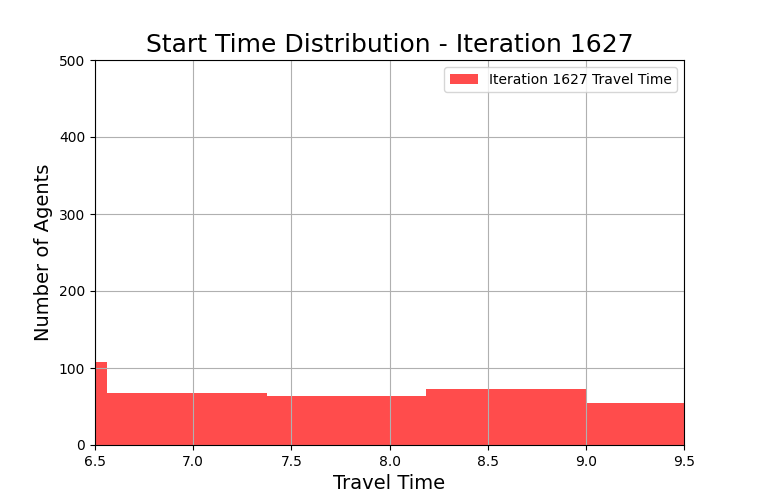 Start Time Distribution - Iteration 1627
Iteration 1627 Travel Time
Number of Agents
500
400
300
200
100
0
6.5 7.0 7.5 8.0 8.5 9.0 9.5
Travel Time